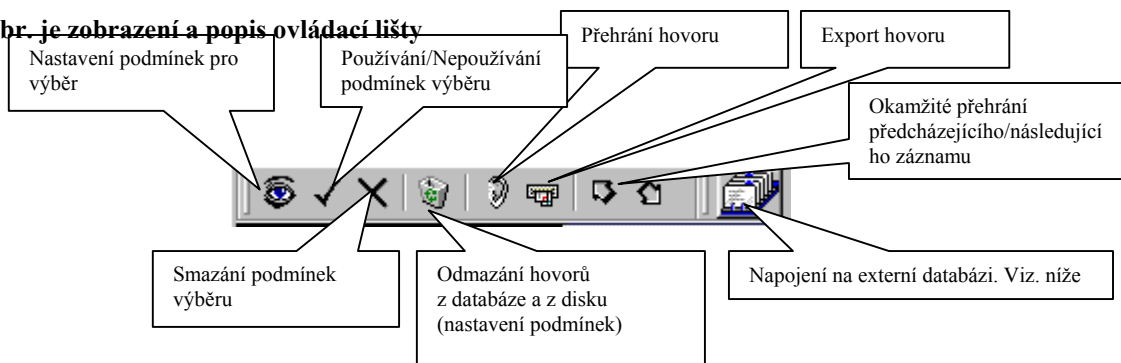 br. je zobrazení a popis ovládací lišty
Nastavení podmínek pro
výběr
Používání/Nepoužívání
podmínek výběru
Přehrání hovoru
Export hovoru
Okamžité přehrání
předcházejícího/následující
ho záznamu
Smazání podmínek
výběru
Odmazání hovorů
z databáze a z disku
(nastavení podmínek)
Napojení na externí databázi. Viz. níže